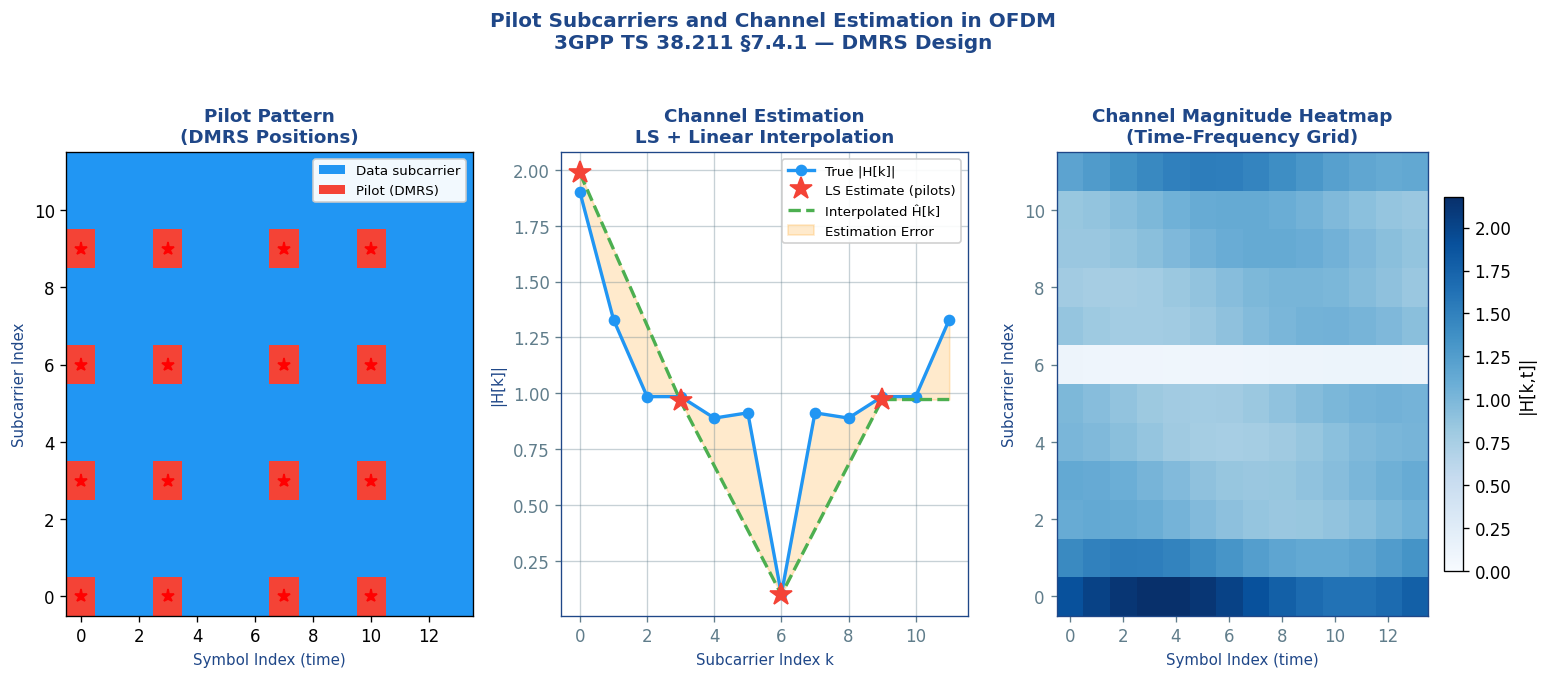 Pilot Subcarriers and Channel Estimation in OFDM
3GPP TS 38.211 §7.4.1 — DMRS Design
Pilot Pattern
(DMRS Positions)
Data subcarrier
Pilot (DMRS)
10
8
6
4
2
0
Subcarrier Index
0 2 4 6 8 10 12
Symbol Index (time)
Channel Estimation
LS + Linear Interpolation
True |H[k]|
LS Estimate (pilots)
Interpolated Ĥ[k]
Estimation Error
2.00
1.75
1.50
1.25
1.00
0.75
0.50
0.25
|H[k]|
0 2 4 6 8 10
Subcarrier Index k
Channel Magnitude Heatmap
(Time-Frequency Grid)
10
8
6
4
2
0
Subcarrier Index
0 2 4 6 8 10 12
Symbol Index (time)
2.00
1.75
1.50
1.25
1.00
0.75
0.50
0.25
0.00
|H[k,t]|